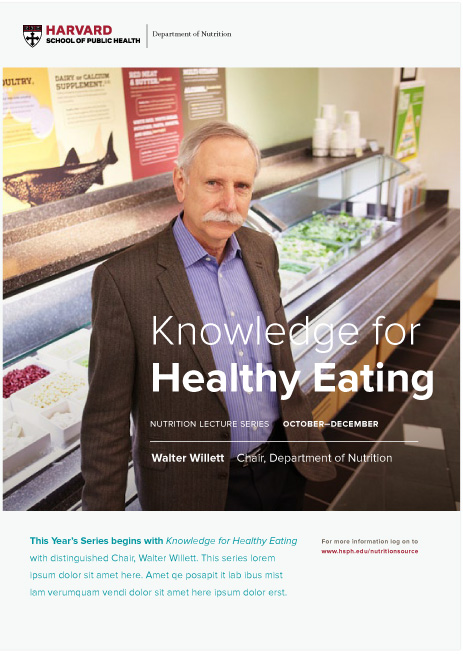 HARVARD
SCHOOL OF PUBLIC HEALTH
Department of Nutrition
OULTRY,
DAIRY or CALCIUM
SUPPLEMENT,
RED MEAT
& BUTTER,
MULTI-VITAMIN
ALCOHOL,
Knowledge for
Healthy Eating
NUTRITION LECTURE SERIES OCTOBER—DECEMBER
Walter Willett Chair, Department of Nutrition
This Year's Series begins with Knowledge for Healthy Eating
with distinguished Chair, Walter Willett. This series lorem
ipsum dolor sit amet here. Amet qe posapit it lab ibus mist
lam verumquam vendi dolor sit amet here ipsum dolor erst.
For more information log on to
www.hsph.edu/nutritionsource